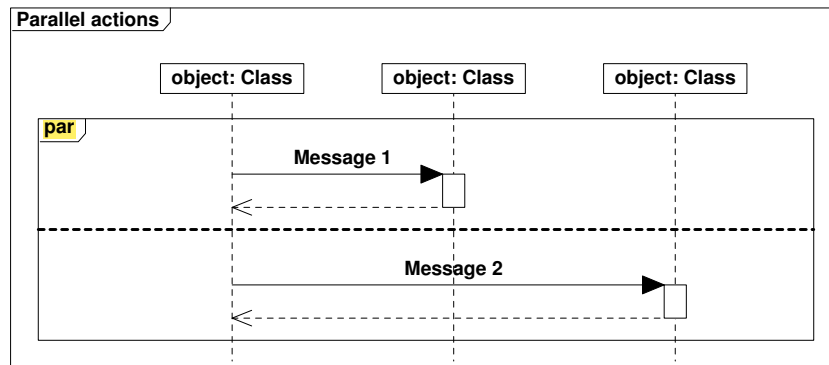 Parallel actions
object: Class
object: Class
object: Class
par
Message 1
Message 2